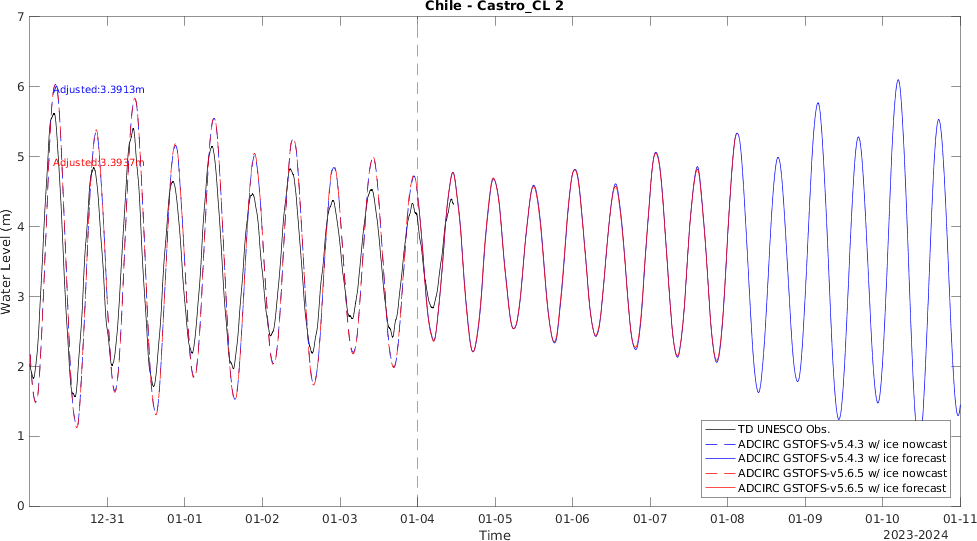 Chile - Castro_CL 2
7
6
5
4
3
2
1
0
Water Level (m)
Adjusted:3.3913m
Adjusted:3.3937m
TD UNESCO Obs.
ADCIRC GSTOFS-v5.4.3 w/ ice nowcast
ADCIRC GSTOFS-v5.4.3 w/ ice forecast
ADCIRC GSTOFS-v5.6.5 w/ ice nowcast
ADCIRC GSTOFS-v5.6.5 w/ ice forecast
12-31 01-01 01-02 01-03 01-04 01-05 01-06 01-07 01-08 01-09 01-10 01-11
Time
2023-2024